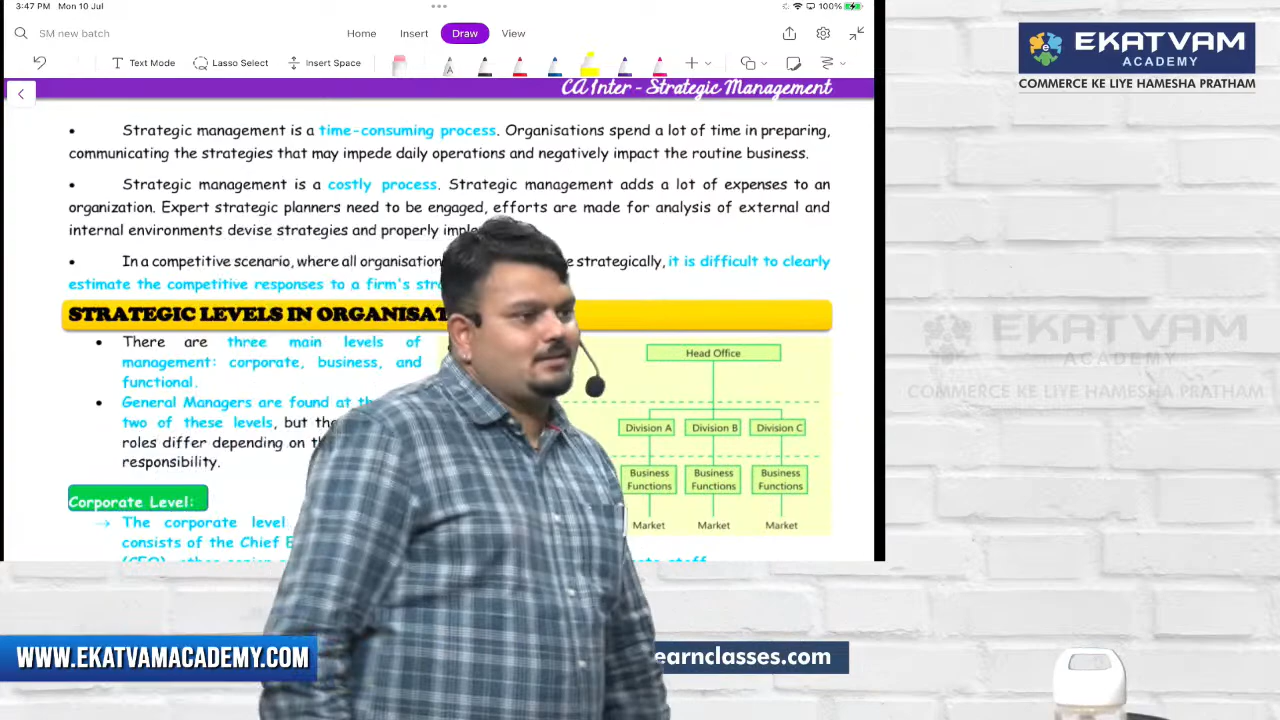 3:47 PM Mon 10 Jul
100%
SM new batch
Home Insert Draw View
Text Mode Lasso Select Insert Space
CA Inter - Strategic Management
• Strategic management is a time-consuming process. Organisations spend a lot of time in preparing,
communicating the strategies that may impede daily operations and negatively impact the routine business.
• Strategic management is a costly process. Strategic management adds a lot of expenses to an
organization. Expert strategic planners need to be engaged, efforts are made for analysis of external and
internal environments devise strategies and properly
• In a competitive scenario, where all strategically, it is difficult to clearly
estimate the competitive responses to a firm's
STRATEGIC LEVELS IN
• There are three main levels of
management: corporate, business, and
functional.
• General Managers are found at
two of these levels, but
roles differ depending on
responsibility.
Corporate Level:
→ The corporate level
consists of the Chief
Head Office
Division A Division B Division C
Business Functions Business Functions Business Functions
Market Market Market
EKATVAM
ACADEMY
COMMERCE KE LIYE HAMESHA PRATHAM
EKATVAM
ACADEMY
COMMERCE KE LIYE HAMESHA PRATHAM
WWW.EKATVAMACADEMY.COM
earnclasses.com